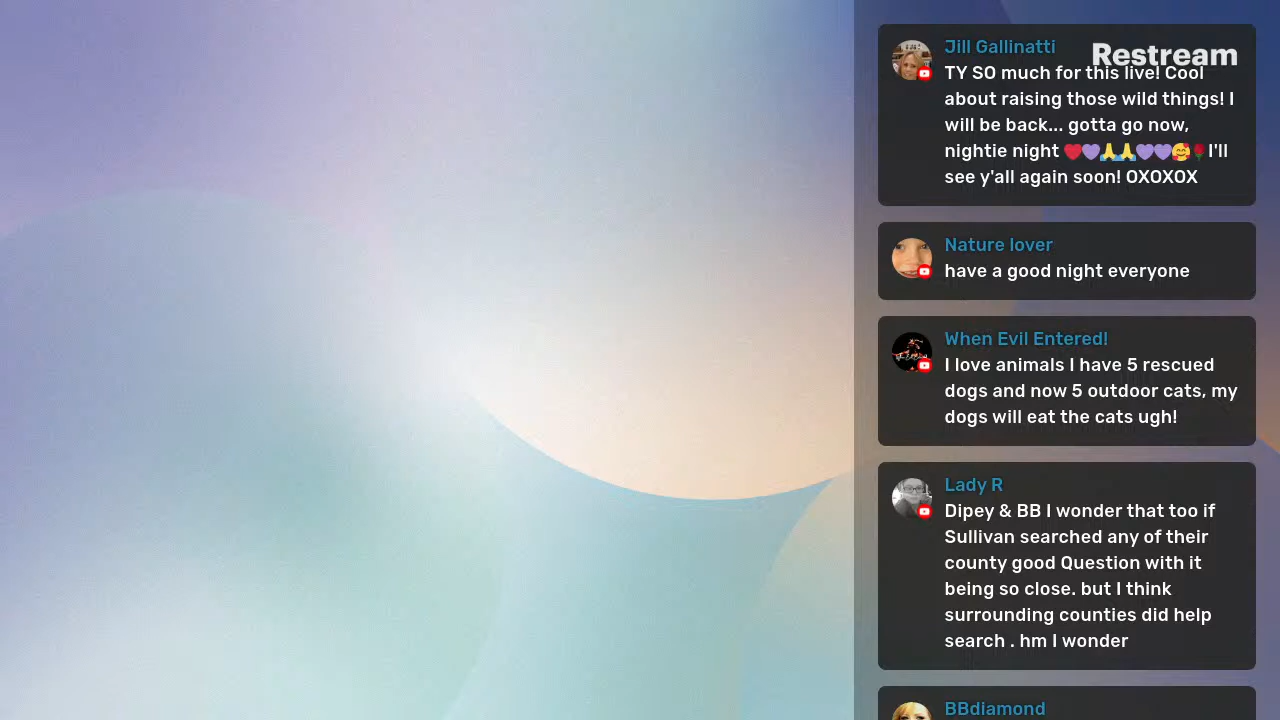 Jill Gallinatti
Restream
TY SO much for this live! Cool
about raising those wild things! I
will be back... gotta go now,
nightie night ❤️💜🙏🙏💜💜🥰🌹I'll
see y'all again soon! OXOXOX
Nature lover
have a good night everyone
When Evil Entered!
I love animals I have 5 rescued
dogs and now 5 outdoor cats, my
dogs will eat the cats ugh!
Lady R
Dipey & BB I wonder that too if
Sullivan searched any of their
county good Question with it
being so close. but I think
surrounding counties did help
search . hm I wonder
BBdiamond